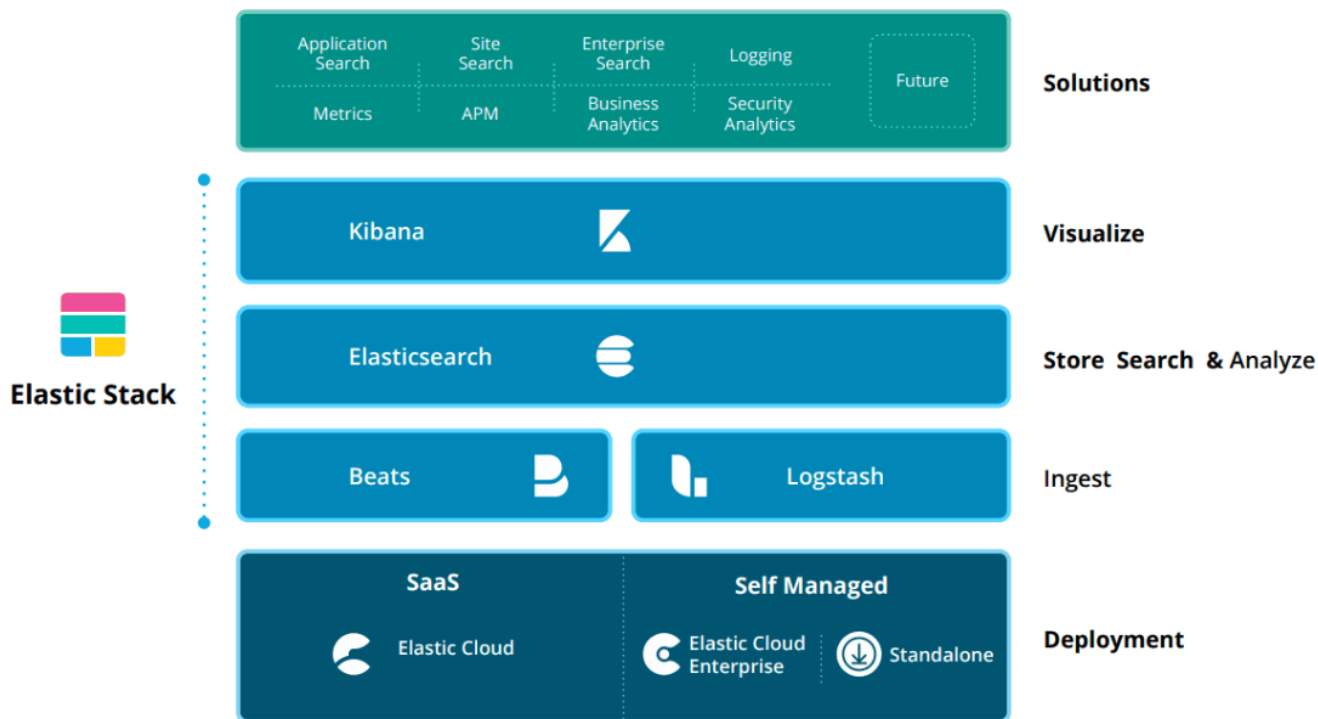 Application
Search
Site
Search
Enterprise
Search
Logging
Future
Metrics
APM
Business
Analytics
Security
Analytics
Solutions
Kibana
Visualize
Elastic Stack
Elasticsearch
Store Search & Analyze
Beats
Logstash
Ingest
SaaS
Elastic Cloud
Self Managed
Elastic Cloud
Enterprise
Standalone
Deployment